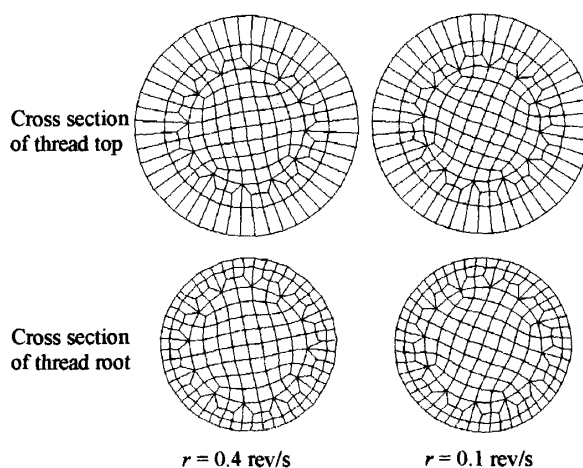 Cross section
of thread top
Cross section
of thread root
r = 0.4 rev/s
r = 0.1 rev/s